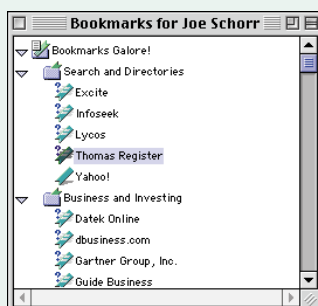 Bookmarks for Joe Schorr
Bookmarks Galore!
Search and Directories
Excite
Infoseek
Lycos
Thomas Register
Yahoo!
Business and Investing
Datek Online
dbusiness.com
Gartner Group, Inc.
Guide Business